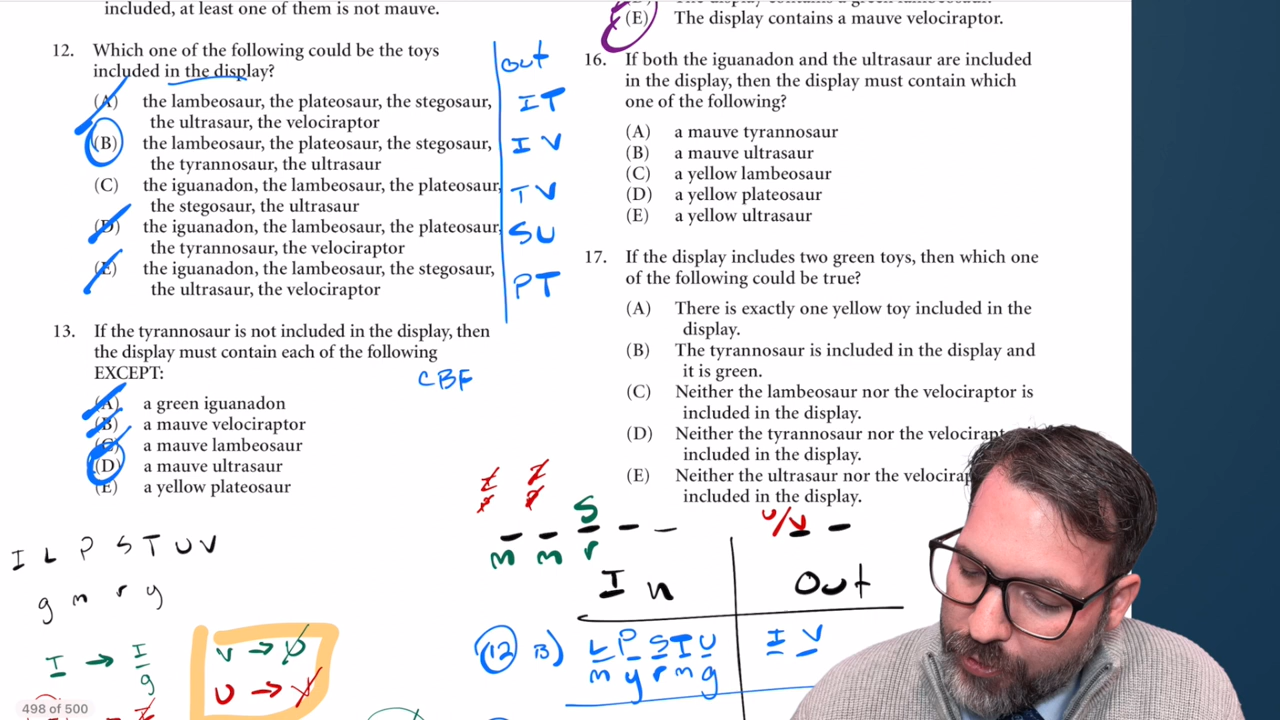 included, at least one of them is not mauve.
12. Which one of the following could be the toys
included in the display?
(A) the lambeosaur, the plateosaur, the stegosaur,
the ultrasaur, the velociraptor
(B) the lambeosaur, the plateosaur, the stegosaur,
the tyrannosaur, the ultrasaur
(C) the iguanadon, the lambeosaur, the plateosaur,
the stegosaur, the ultrasaur
(D) the iguanadon, the lambeosaur, the plateosaur,
the tyrannosaur, the velociraptor
(E) the iguanadon, the lambeosaur, the stegosaur,
the ultrasaur, the velociraptor
out
IT
I V
TV
SU
PT
13. If the tyrannosaur is not included in the display, then
the display must contain each of the following
EXCEPT:
CBF
(A) a green iguanadon
(B) a mauve velociraptor
(C) a mauve lambeosaur
(D) a mauve ultrasaur
(E) a yellow plateosaur
(E) The display contains a mauve velociraptor.
16. If both the iguanadon and the ultrasaur are included
in the display, then the display must contain which
one of the following?
(A) a mauve tyrannosaur
(B) a mauve ultrasaur
(C) a yellow lambeosaur
(D) a yellow plateosaur
(E) a yellow ultrasaur
17. If the display includes two green toys, then which one
of the following could be true?
(A) There is exactly one yellow toy included in the
display.
(B) The tyrannosaur is included in the display and
it is green.
(C) Neither the lambeosaur nor the velociraptor is
included in the display.
(D) Neither the tyrannosaur nor the
included in the display.
(E) Neither the ultrasaur nor the
included in the display.
I L P S T U V
g m r y
I → I
g
V → U
U → V
S
m m r
U/V
In Out
12 B) L P S T U I V
m y r m g
498 of 500